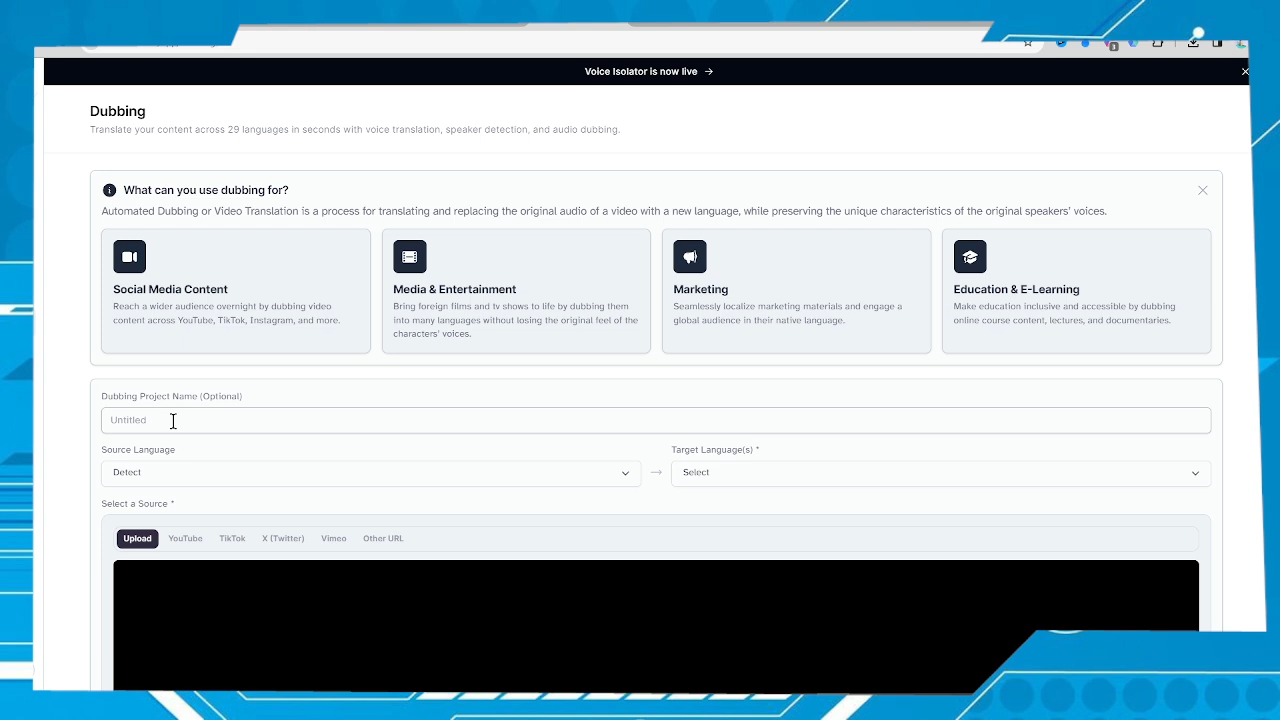 Voice Isolator is now live →
Dubbing
Translate your content across 29 languages in seconds with voice translation, speaker detection, and audio dubbing.
What can you use dubbing for?
Automated Dubbing or Video Translation is a process for translating and replacing the original audio of a video with a new language, while preserving the unique characteristics of the original speakers' voices.
Social Media Content
Reach a wider audience overnight by dubbing video
content across YouTube, TikTok, Instagram, and more.
Media & Entertainment
Bring foreign films and tv shows to life by dubbing them
into many languages without losing the original feel of the
characters' voices.
Marketing
Seamlessly localize marketing materials and engage a
global audience in their native language.
Education & E-Learning
Make education inclusive and accessible by dubbing
online course content, lectures, and documentaries.
Dubbing Project Name (Optional)
Untitled
Source Language
Detect
Target Language(s) *
Select
Select a Source *
Upload YouTube TikTok X (Twitter) Vimeo Other URL